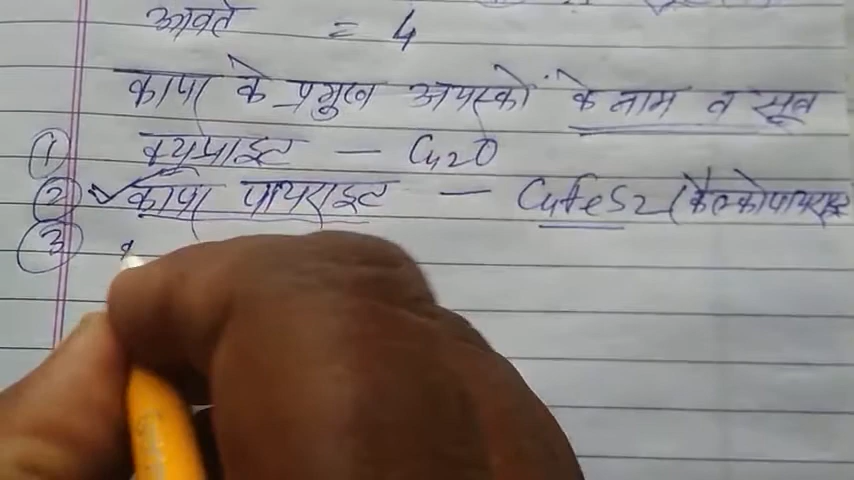 आवर्त = 4
कापर के प्रमुख अयस्कों के नाम व सूत्र
① क्यूप्राइट — Cu2O
② कापर पायराइट — CuFeS2 (कैल्कोपायराइट
③